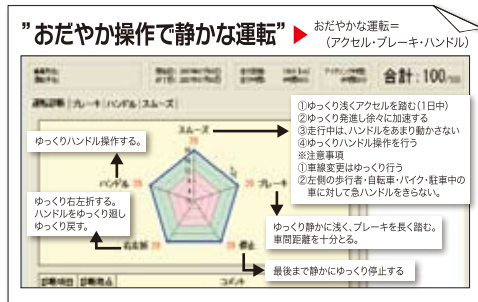 ”おだやか操作で静かな運転”
おだやかな運転＝
（アクセル・ブレーキ・ハンドル）
合計：100
運転診断 ブレーキ ハンドル スムーズ
スムーズ
①ゆっくり浅くアクセルを踏む（1日中）
②ゆっくり発進し徐々に加速する
③走行中は、ハンドルをあまり動かさない
④ゆっくりハンドル操作を行う
※注意事項
①車線変更はゆっくり行う
②左側の歩行者・自転車・バイク・駐車中の
車に対して急ハンドルをきらない。
ゆっくりハンドル操作する。
ハンドル
ブレーキ
ゆっくり右左折する。
ハンドルをゆっくり廻し
ゆっくり戻す。
ゆっくり静かに浅く、ブレーキを長く踏む。
車間距離を十分とる。
右左折
停止
最後まで静かにゆっくり停止する
診断項目 診断得点 コメント